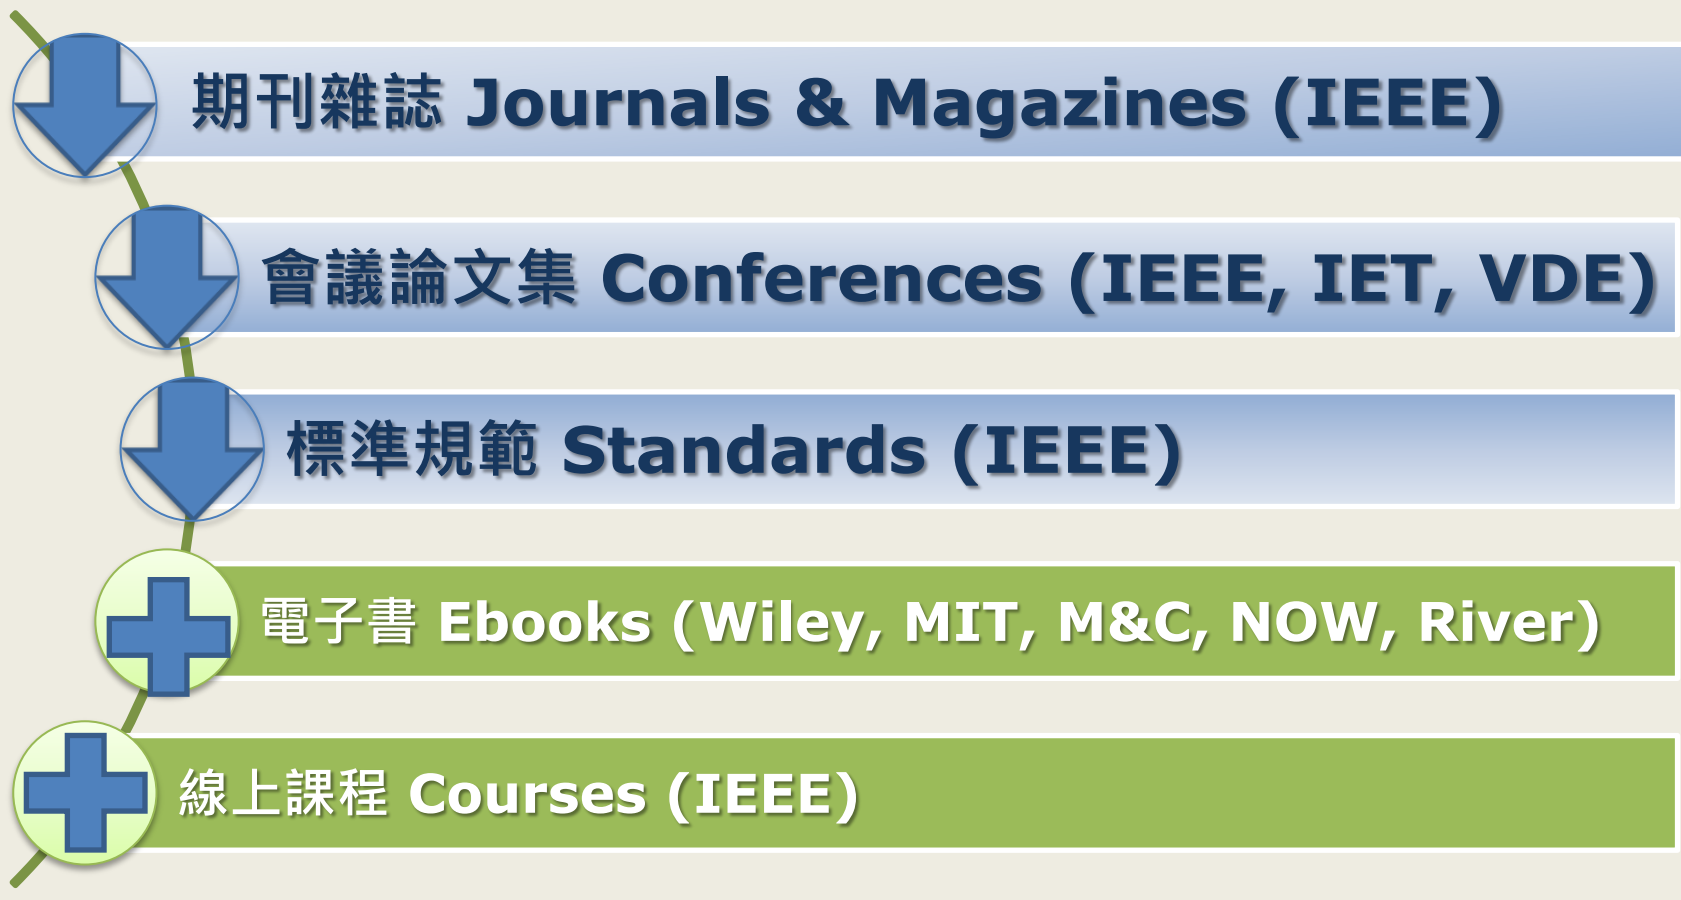 期刊雜誌 Journals & Magazines (IEEE)
會議論文集 Conferences (IEEE, IET, VDE)
標準規範 Standards (IEEE)
電子書 Ebooks (Wiley, MIT, M&C, NOW, River)
線上課程 Courses (IEEE)